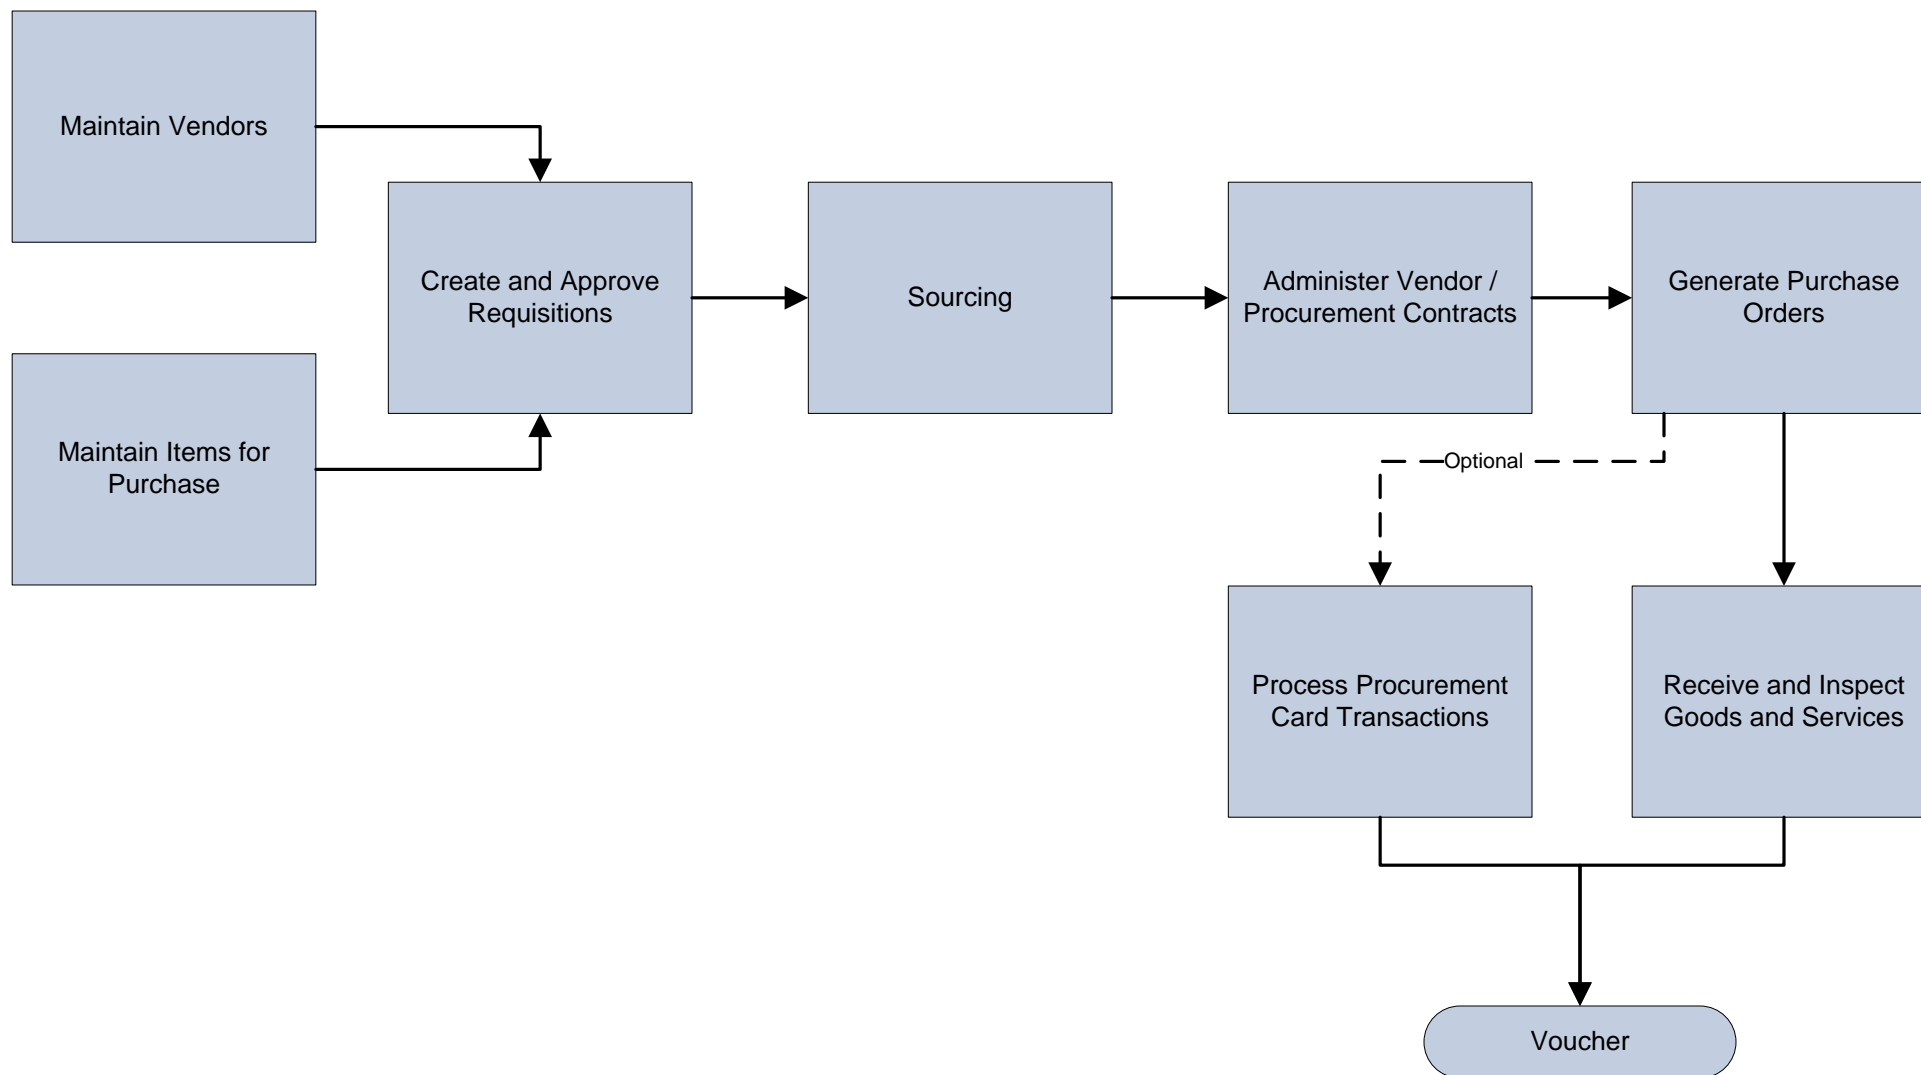 Maintain Vendors
Create and Approve
Requisitions
Sourcing
Administer Vendor /
Procurement Contracts
Generate Purchase
Orders
Maintain Items for
Purchase
Optional
Process Procurement
Card Transactions
Receive and Inspect
Goods and Services
Voucher